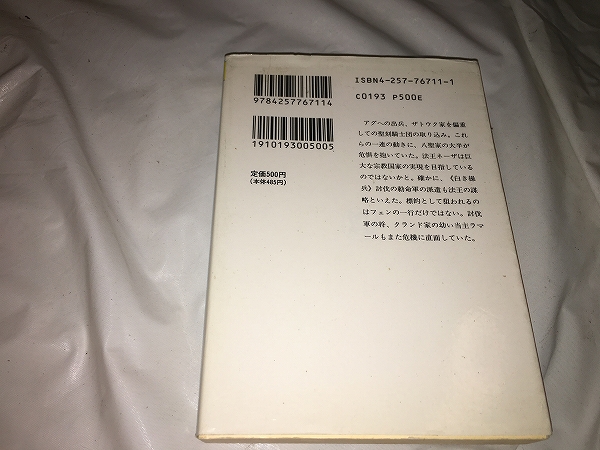 ISBN4-257-76711-1
C0193 P500E
9784257767114
1910193005005
定価500円
(本体485円)
アグへの出兵、ザトウク家を偏重
しての聖刻騎士団の取り込み。これ
らの一連の動きに、八聖家の大半が
危惧を抱いていた。法王ホーザは巨
大な宗教国家の実現を目指している
のではないかと。確かに、《白き操
兵》討伐の勅命軍の派遣も法王の謀
略といえた。標的として狙われるの
はフェンの一行だけではない。討伐
軍の将、クランド家の幼い当主ラマ
ールもまた危機に直面していた。